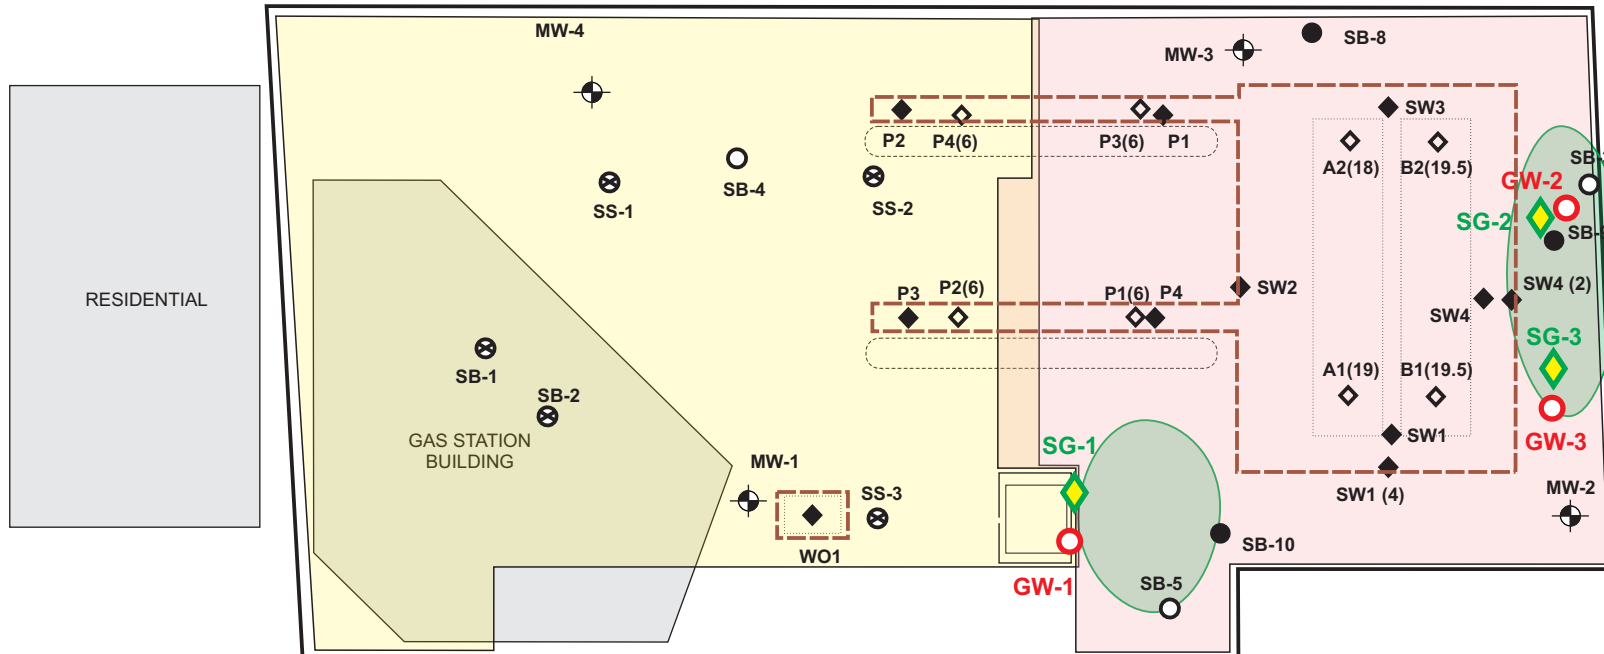 MW-4
MW-3
SB-8
P2
P4(6)
P3(6)
P1
SW3
A2(18)
B2(19.5)
SB-4
SS-1
SS-2
GW-2
SG-2
RESIDENTIAL
P3
P2(6)
P1(6)
P4
SW2
SW4
SW4 (2)
SG-3
SB-1
SB-2
A1(19)
B1(19.5)
GAS STATION
BUILDING
MW-1
SS-3
SG-1
SW1
GW-3
SW1 (4)
MW-2
WO1
SB-10
GW-1
SB-5